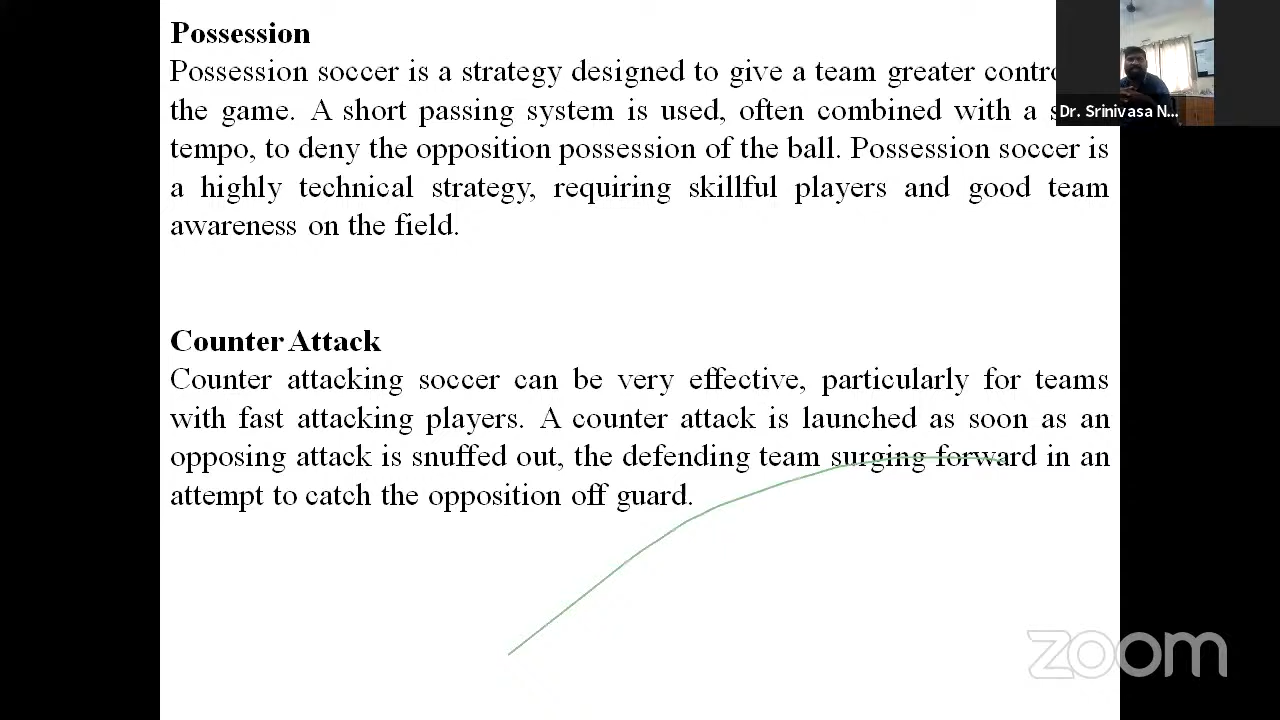 Possession
Possession soccer is a strategy designed to give a team greater
the game. A short passing system is used, often combined with a
tempo, to deny the opposition possession of the ball. Possession soccer is
a highly technical strategy, requiring skillful players and good team
awareness on the field.
Dr. Srinivasa N...
Counter Attack
Counter attacking soccer can be very effective, particularly for teams
with fast attacking players. A counter attack is launched as soon as an
opposing attack is snuffed out, the defending team surging forward in an
attempt to catch the opposition off guard.
zoom